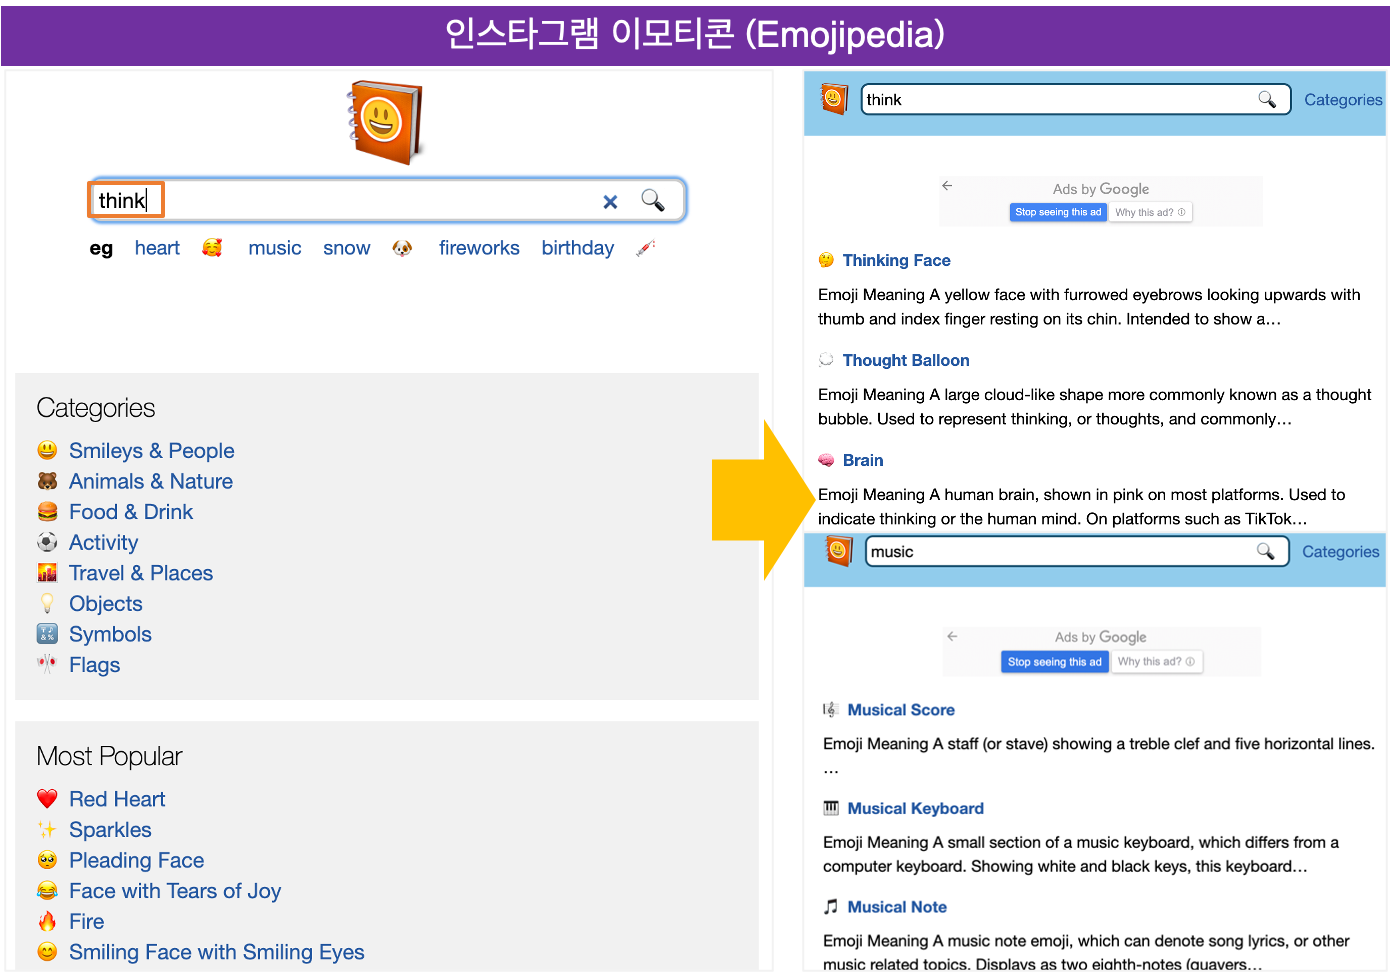 인스타그램 이모티콘 (Emojipedia)
think
eg heart music snow fireworks birthday
Categories
Smileys & People
Animals & Nature
Food & Drink
Activity
Travel & Places
Objects
Symbols
Flags
Most Popular
Red Heart
Sparkles
Pleading Face
Face with Tears of Joy
Fire
Smiling Face with Smiling Eyes
think Categories
Ads by Google
Stop seeing this ad Why this ad?
Thinking Face
Emoji Meaning A yellow face with furrowed eyebrows looking upwards with
thumb and index finger resting on its chin. Intended to show a…
Thought Balloon
Emoji Meaning A large cloud-like shape more commonly known as a thought
bubble. Used to represent thinking, or thoughts, and commonly…
Brain
Emoji Meaning A human brain, shown in pink on most platforms. Used to
indicate thinking or the human mind. On platforms such as TikTok…
music Categories
Ads by Google
Stop seeing this ad Why this ad?
Musical Score
Emoji Meaning A staff (or stave) showing a treble clef and five horizontal lines.
…
Musical Keyboard
Emoji Meaning A small section of a music keyboard, which differs from a
computer keyboard. Showing white and black keys, this keyboard…
Musical Note
Emoji Meaning A music note emoji, which can denote song lyrics, or other
music related topics. Displays as two eighth-notes (quavers…